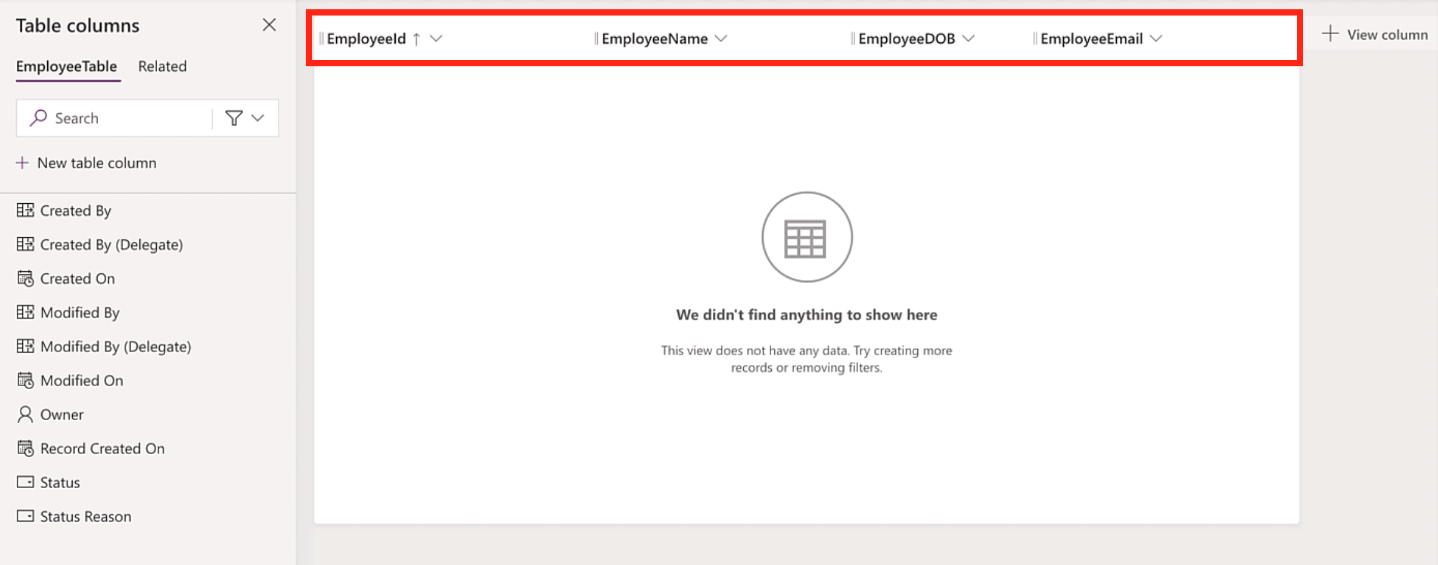 Table columns
EmployeeTable Related
Search
New table column
Created By
Created By (Delegate)
Created On
Modified By
Modified By (Delegate)
Modified On
Owner
Record Created On
Status
Status Reason
EmployeeId ↑ EmployeeName EmployeeDOB EmployeeEmail
View column
We didn't find anything to show here
This view does not have any data. Try creating more
records or removing filters.